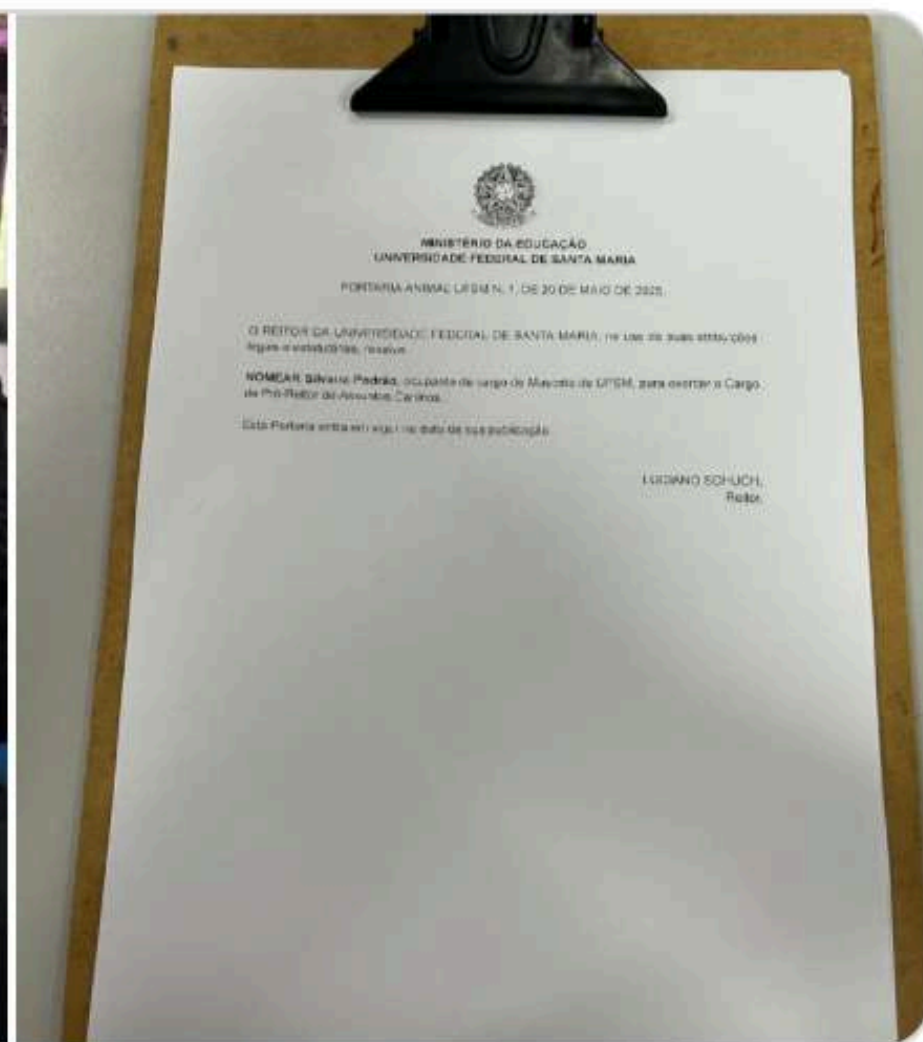 MINISTÉRIO DA EDUCAÇÃO
UNIVERSIDADE FEDERAL DE SANTA MARIA
PORTARIA ANIMAL UFSM N. 1, DE 20 DE MAIO DE 2025.
O REITOR DA UNIVERSIDADE FEDERAL DE SANTA MARIA, no uso de suas atribuições
legais e estatutárias, resolve:
NOMEAR Silvano Pedrão, ocupante do cargo de Mascote da UFSM, para exercer o Cargo
de Pró-Reitor de Assuntos Caninos.
Esta Portaria entra em vigor na data de sua publicação.
LUCIANO SCHUCH,
Reitor.